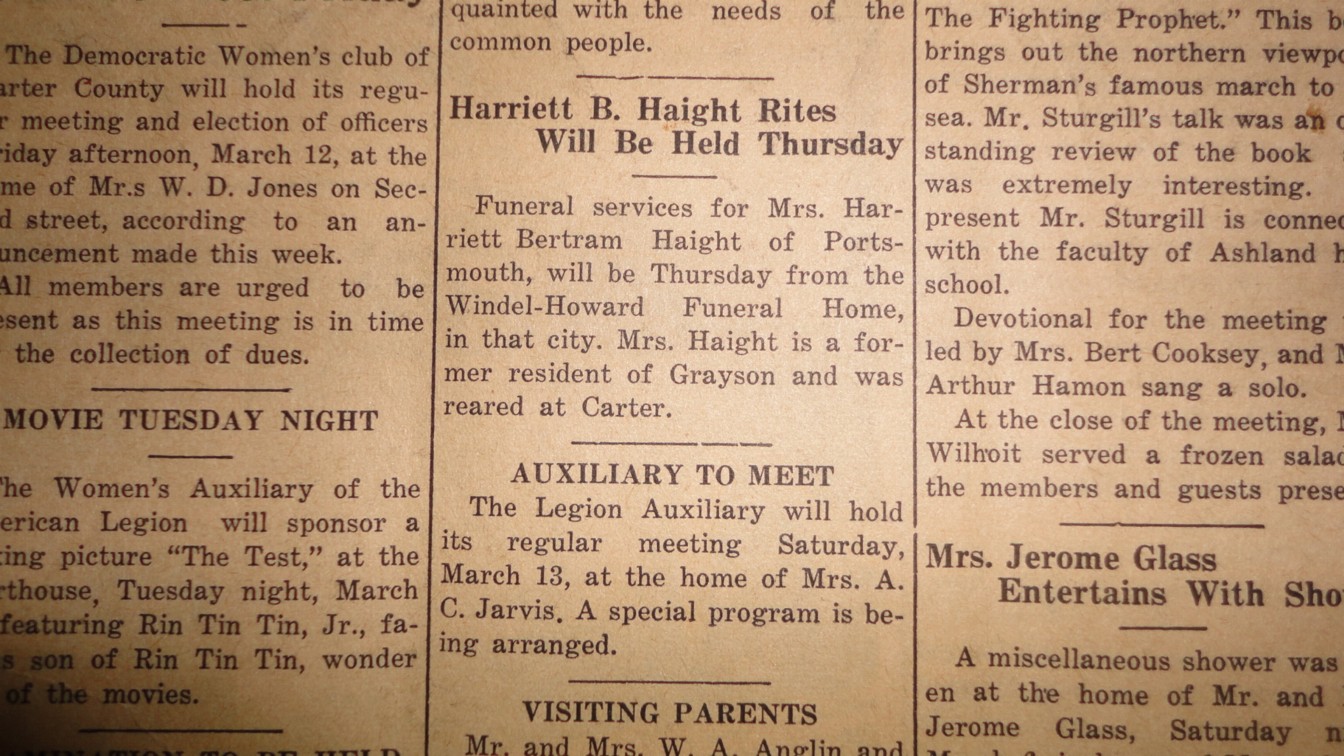 The Democratic Women's club of
County will hold its regu-
meeting and election of officers
afternoon, March 12, at the
of Mr.s W. D. Jones on Sec-
street, according to an an-
made this week.
All members are urged to be
as this meeting is in time
the collection of dues.
MOVIE TUESDAY NIGHT
The Women's Auxiliary of the
Legion will sponsor a
picture "The Test," at the
Tuesday night, March
featuring Rin Tin Tin, Jr., fa-
son of Rin Tin Tin, wonder
of the movies.
TO BE HELD
quainted with the needs of the
common people.
Harriett B. Haight Rites
Will Be Held Thursday
Funeral services for Mrs. Har-
riett Bertram Haight of Ports-
mouth, will be Thursday from the
Windel-Howard Funeral Home,
in that city. Mrs. Haight is a for-
mer resident of Grayson and was
reared at Carter.
AUXILIARY TO MEET
The Legion Auxiliary will hold
its regular meeting Saturday,
March 13, at the home of Mrs. A.
C. Jarvis. A special program is be-
ing arranged.
VISITING PARENTS
Mr. and Mrs. W. A. Anglin and
The Fighting Prophet." This
brings out the northern
of Sherman's famous march to
sea. Mr. Sturgill's talk was an
standing review of the book
was extremely interesting.
present Mr. Sturgill is
with the faculty of Ashland
school.
Devotional for the meeting
led by Mrs. Bert Cooksey, and
Arthur Hamon sang a solo.
At the close of the meeting,
Wilhoit served a frozen
the members and guests
Mrs. Jerome Glass
Entertains With
A miscellaneous shower was
en at the home of Mr. and
Jerome Glass, Saturday